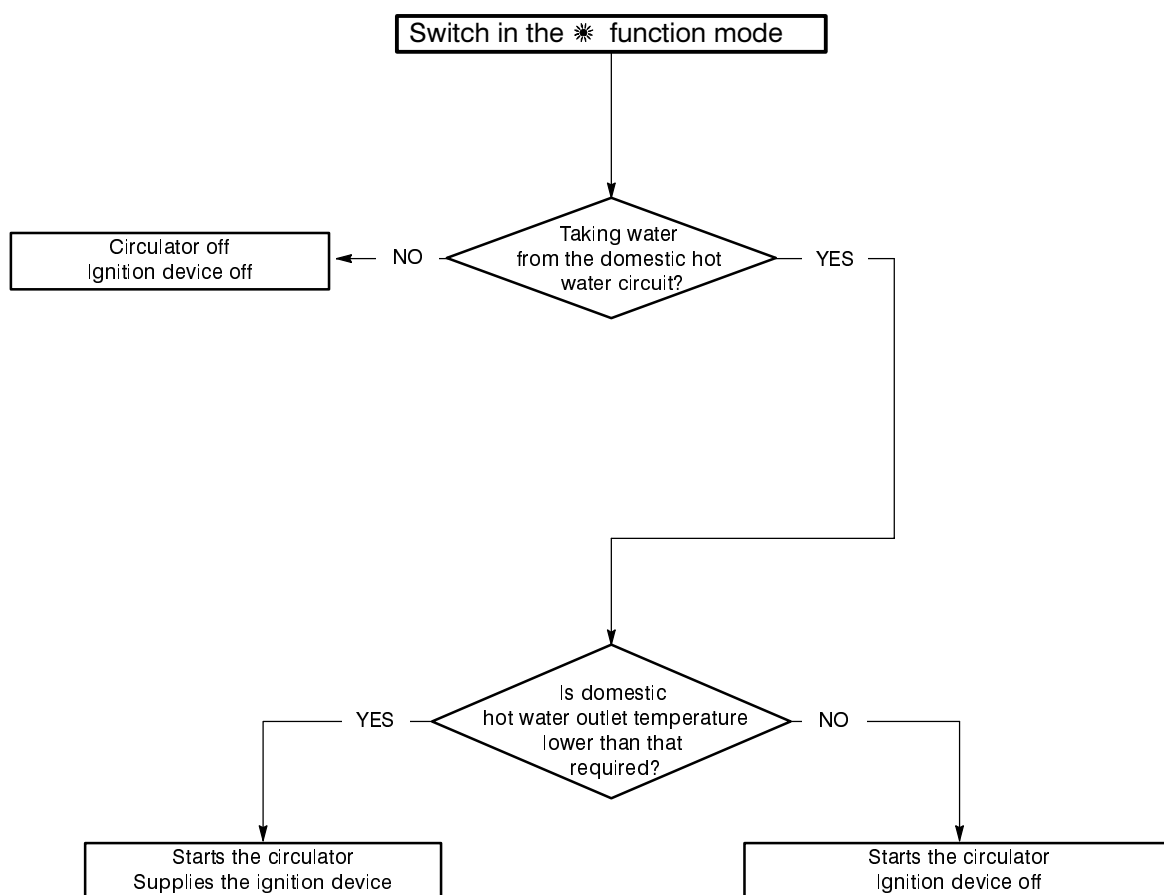 Switch in the ☀ function mode
Taking water
from the domestic hot
water circuit?
NO
YES
Circulator off
Ignition device off
Is domestic
hot water outlet temperature
lower than that
required?
YES
NO
Starts the circulator
Supplies the ignition device
Starts the circulator
Ignition device off